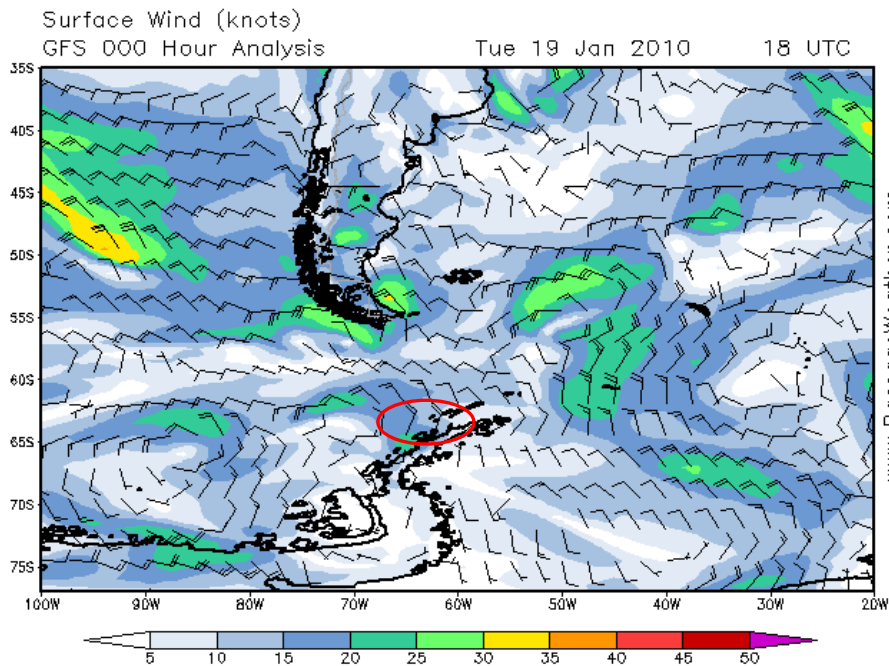 Surface Wind (knots)
GFS 000 Hour Analysis Tue 19 Jan 2010 18 UTC
35S
40S
45S
50S
55S
60S
65S
70S
75S
100W 90W 80W 70W 60W 50W 40W 30W 20W
5 10 15 20 25 30 35 40 45 50